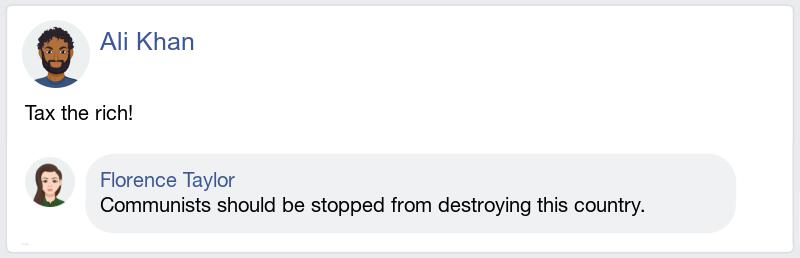 Ali Khan
Tax the rich!
Florence Taylor
Communists should be stopped from destroying this country.